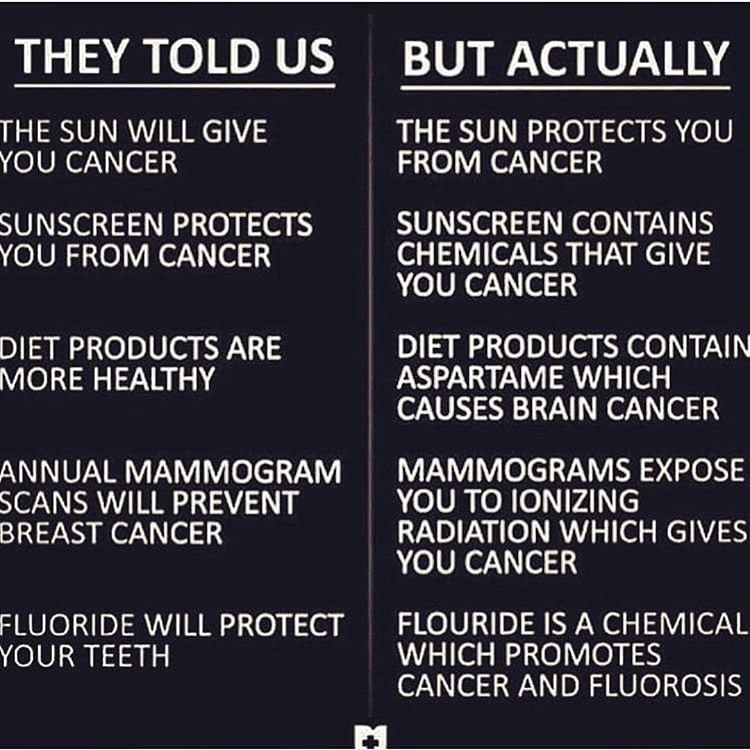 THEY TOLD US
BUT ACTUALLY
THE SUN WILL GIVE
YOU CANCER
THE SUN PROTECTS YOU
FROM CANCER
SUNSCREEN PROTECTS
YOU FROM CANCER
SUNSCREEN CONTAINS
CHEMICALS THAT GIVE
YOU CANCER
DIET PRODUCTS ARE
MORE HEALTHY
DIET PRODUCTS CONTAIN
ASPARTAME WHICH
CAUSES BRAIN CANCER
ANNUAL MAMMOGRAM
SCANS WILL PREVENT
BREAST CANCER
MAMMOGRAMS EXPOSE
YOU TO IONIZING
RADIATION WHICH GIVES
YOU CANCER
FLUORIDE WILL PROTECT
YOUR TEETH
FLOURIDE IS A CHEMICAL
WHICH PROMOTES
CANCER AND FLUOROSIS